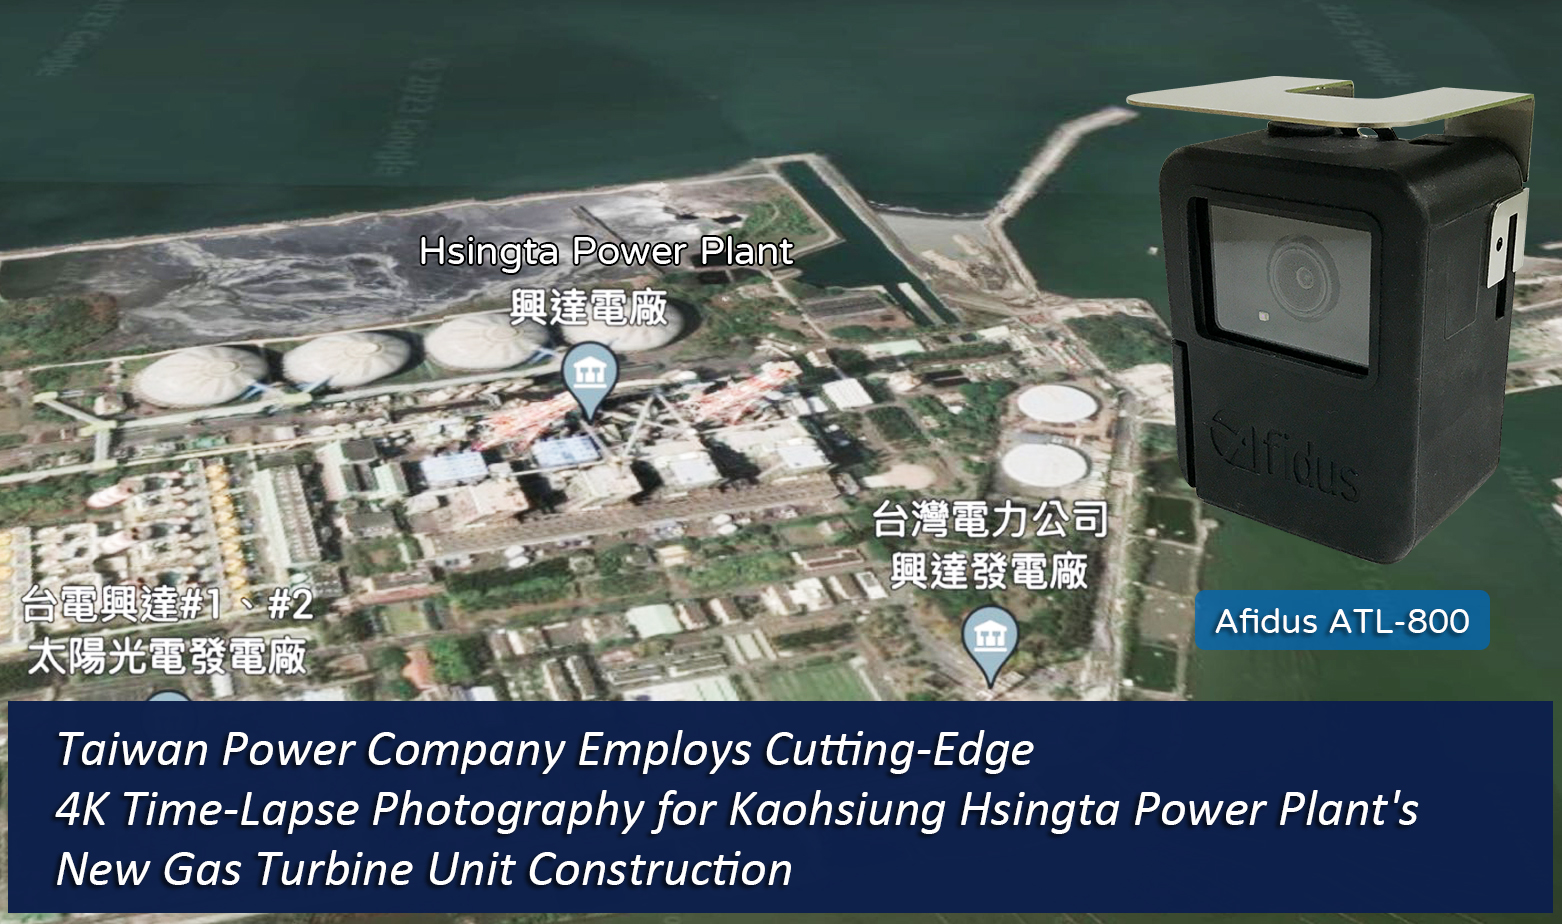 © 2023 Google
Hsingta Power Plant
興達電廠
台灣電力公司
興達發電廠
台電興達#1、#2
太陽光電發電廠
Afidus
Afidus ATL-800
Taiwan Power Company Employs Cutting-Edge
4K Time-Lapse Photography for Kaohsiung Hsingta Power Plant's
New Gas Turbine Unit Construction